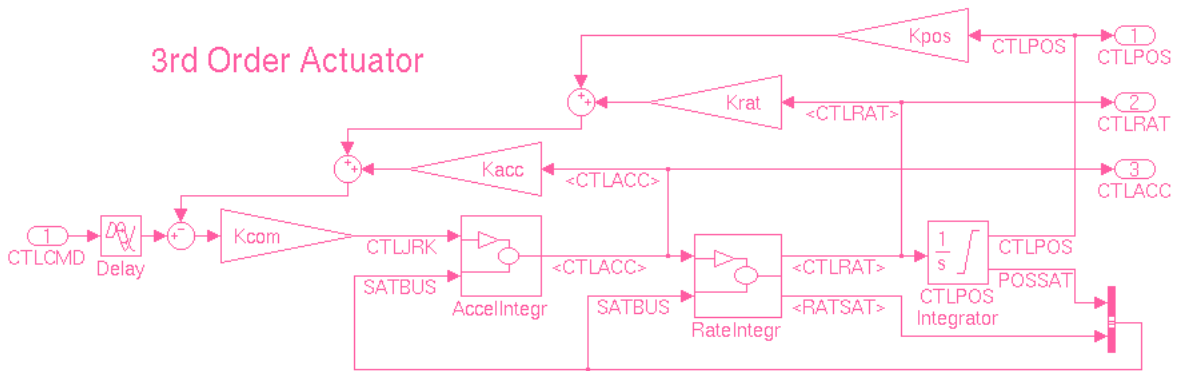 Kpos
CTLPOS
1
CTLPOS
3rd Order Actuator
+
+
Krat
<CTLRAT>
2
CTLRAT
+
+
Kacc
<CTLACC>
3
CTLACC
1
CTLCMD
Delay
+
−
Kcom
CTLJRK
SATBUS
AccelIntegr
<CTLACC>
SATBUS
RateIntegr
<CTLRAT>
<RATSAT>
1
s
CTLPOS
Integrator
CTLPOS
POSSAT